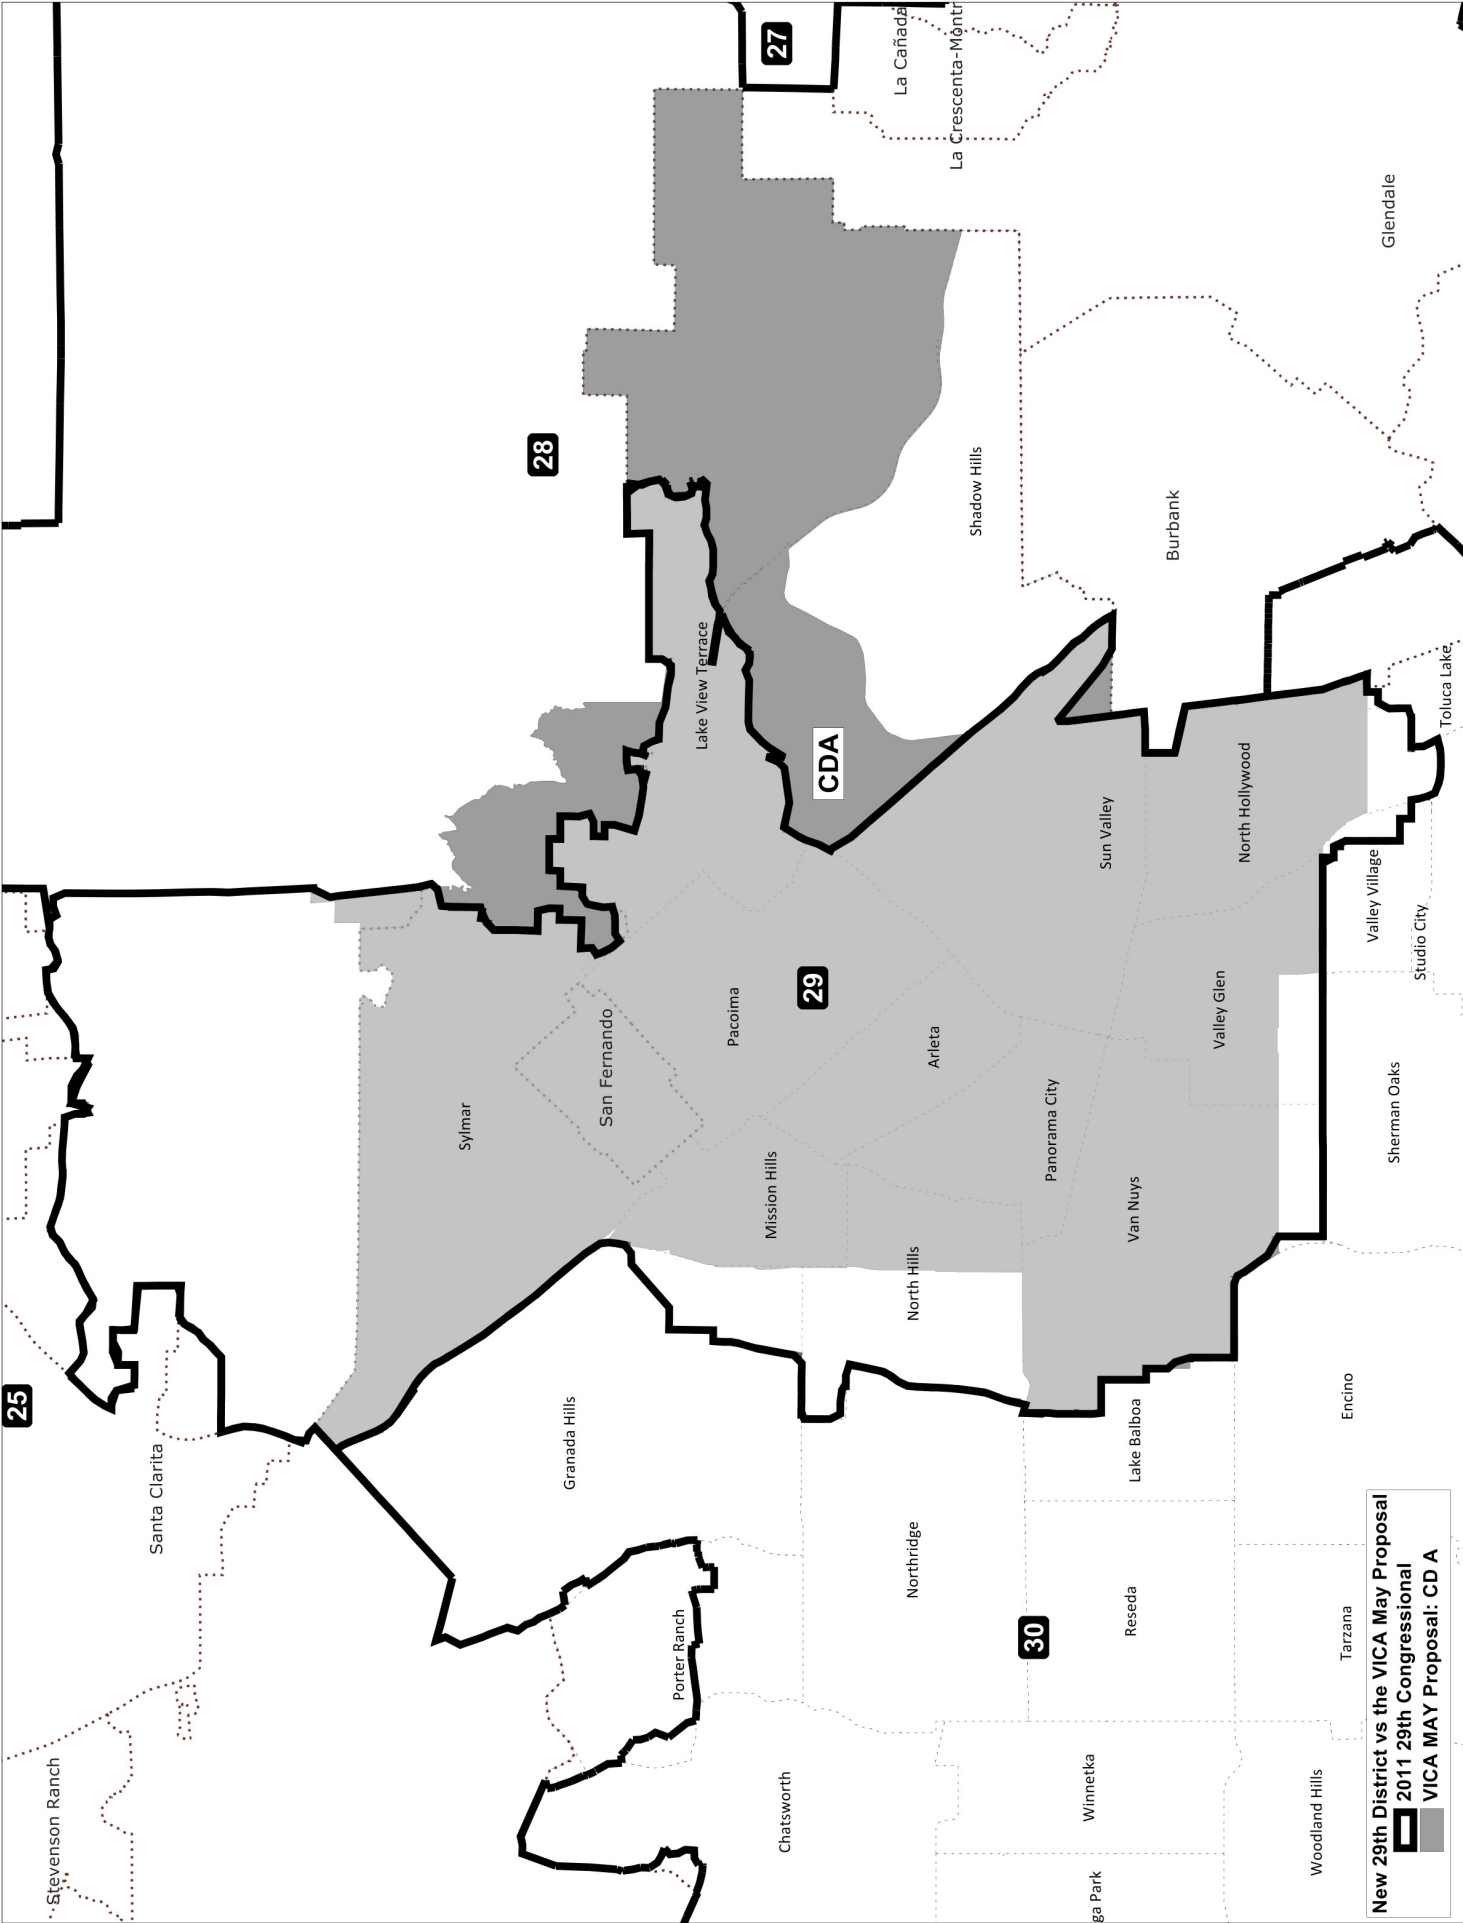 25
Stevenson Ranch
Santa Clarita
Sylmar
28
Granada Hills
San Fernando
Porter Ranch
Lake View Terrace
Pacoima
Mission Hills
27
Chatsworth
29
CDA
La Cañada
Northridge
North Hills
Arleta
La Crescenta-Montr
Shadow Hills
30
Panorama City
Winnetka
ga Park
Sun Valley
Reseda
Van Nuys
Lake Balboa
Burbank
Valley Glen
North Hollywood
Woodland Hills
Tarzana
Encino
Valley Village
Glendale
Sherman Oaks
Studio City
Toluca Lake
New 29th District vs the VICA May Proposal
2011 29th Congressional
VICA MAY Proposal: CD A